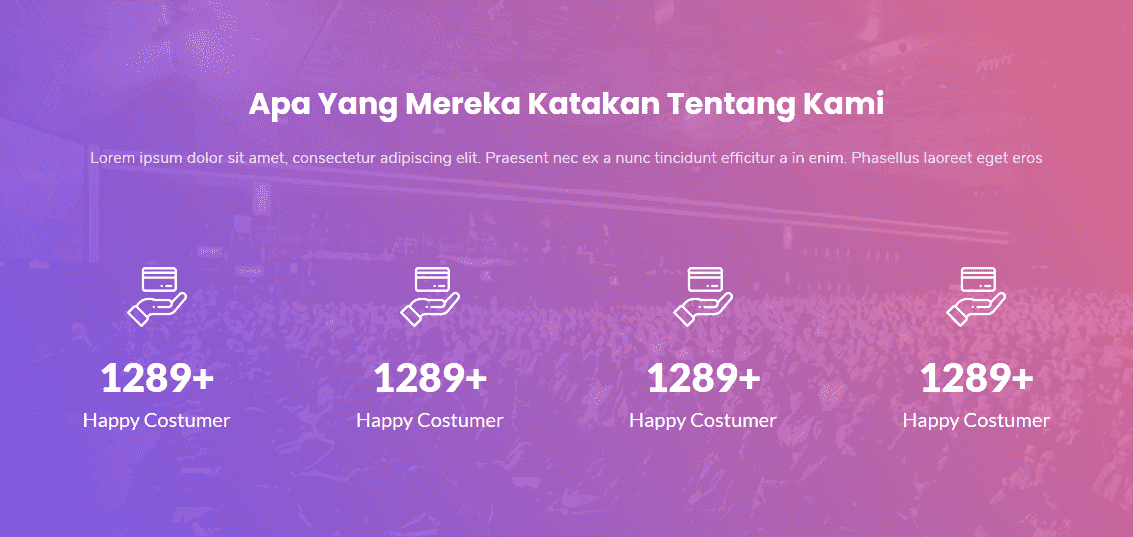 Apa Yang Mereka Katakan Tentang Kami
Lorem ipsum dolor sit amet, consectetur adipiscing elit. Praesent nec ex a nunc tincidunt efficitur a in enim. Phasellus laoreet eget eros
1289+ 1289+ 1289+ 1289+
Happy Costumer Happy Costumer Happy Costumer Happy Costumer